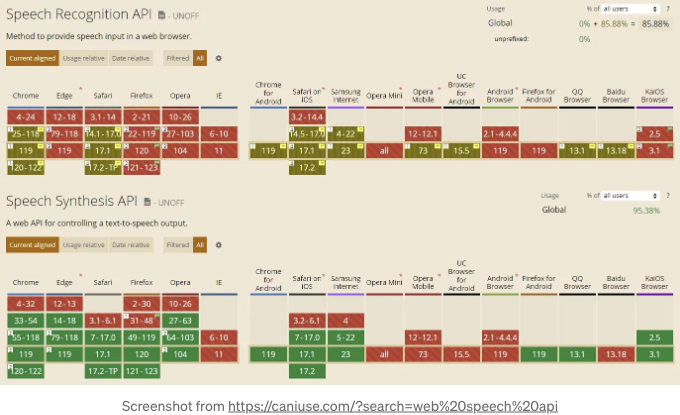 Speech Recognition API - UNOFF
Usage % of all users ?
Global 0% + 85.88% = 85.88%
unprefixed: 0%
Method to provide speech input in a web browser.
Current aligned Usage relative Date relative Filtered All
Chrome Edge Safari Firefox Opera IE Chrome for Android Safari on iOS Samsung Internet Opera Mini Opera Mobile UC Browser for Android Android Browser Firefox for Android QQ Browser Baidu Browser KaiOS Browser
4-24 12-18 3.1-14 2-21 10-26 3.2-14.4
25-118 79-118 14.1-17.0 22-119 27-103 6-10 14.5-17.0 4-22 12-12.1 2.1-4.4.4 2.5
119 119 17.1 120 104 11 119 17.1 23 all 73 15.5 119 119 13.1 13.18 3.1
120-122 17.2-TP 121-123 17.2
Speech Synthesis API - UNOFF
Usage % of all users ?
Global 95.38%
A web API for controlling a text-to-speech output.
Current aligned Usage relative Date relative Filtered All
Chrome Edge Safari Firefox Opera IE Chrome for Android Safari on iOS Samsung Internet Opera Mini Opera Mobile UC Browser for Android Android Browser Firefox for Android QQ Browser Baidu Browser KaiOS Browser
4-32 12-13 2-30 10-26
33-54 14-18 3.1-6.1 31-48 27-63 3.2-6.1 4
55-118 79-118 7-17.0 49-119 64-103 6-10 7-17.0 5-22 12-12.1 2.1-4.4.4 2.5
119 119 17.1 120 104 11 119 17.1 23 all 73 15.5 119 119 13.1 13.18 3.1
120-122 17.2-TP 121-123 17.2
Screenshot from https://caniuse.com/?search=web%20speech%20api